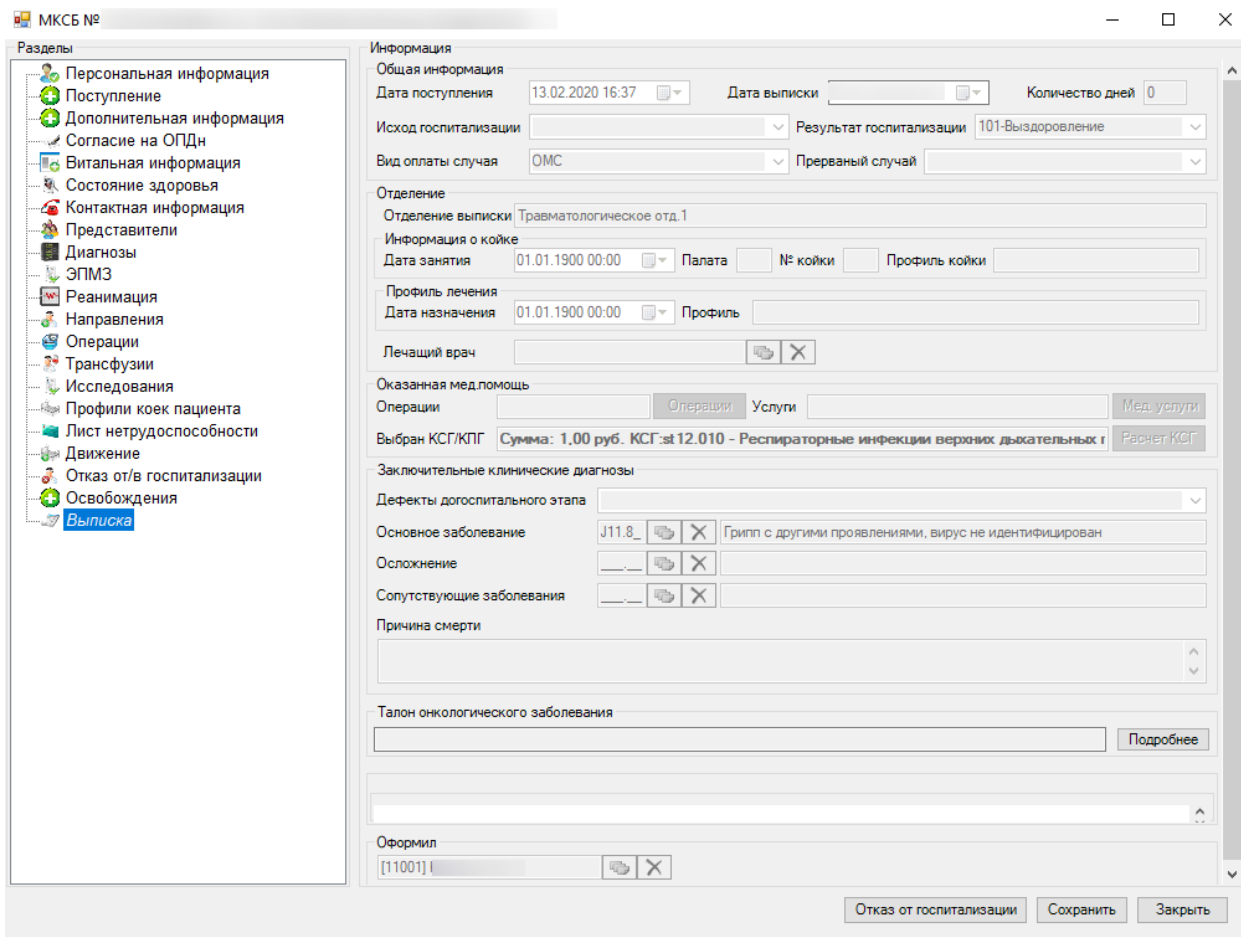 МКСБ №
Разделы
Персональная информация
Поступление
Дополнительная информация
Согласие на ОПДн
Витальная информация
Состояние здоровья
Контактная информация
Представители
Диагнозы
ЭПМЗ
Реанимация
Направления
Операции
Трансфузии
Исследования
Профили коек пациента
Лист нетрудоспособности
Движение
Отказ от/в госпитализации
Освобождения
Выписка
Информация
Общая информация
Дата поступления 13.02.2020 16:37 Дата выписки Количество дней 0
Исход госпитализации Результат госпитализации 101-Выздоровление
Вид оплаты случая ОМС Прерваный случай
Отделение
Отделение выписки Травматологическое отд.1
Информация о койке
Дата занятия 01.01.1900 00:00 Палата № койки Профиль койки
Профиль лечения
Дата назначения 01.01.1900 00:00 Профиль
Лечащий врач
Оказанная мед.помощь
Операции Операции Услуги Мед. услуги
Выбран КСГ/КПГ Сумма: 1,00 руб. КСГ:st12.010 - Респираторные инфекции верхних дыхательных Расчет КСГ
Заключительные клинические диагнозы
Дефекты догоспитального этапа
Основное заболевание J11.8_ Грипп с другими проявлениями, вирус не идентифицирован
Осложнение ___.__
Сопутствующие заболевания ___.__
Причина смерти
Талон онкологического заболевания
Подробнее
Оформил
[11001]
Отказ от госпитализации Сохранить Закрыть